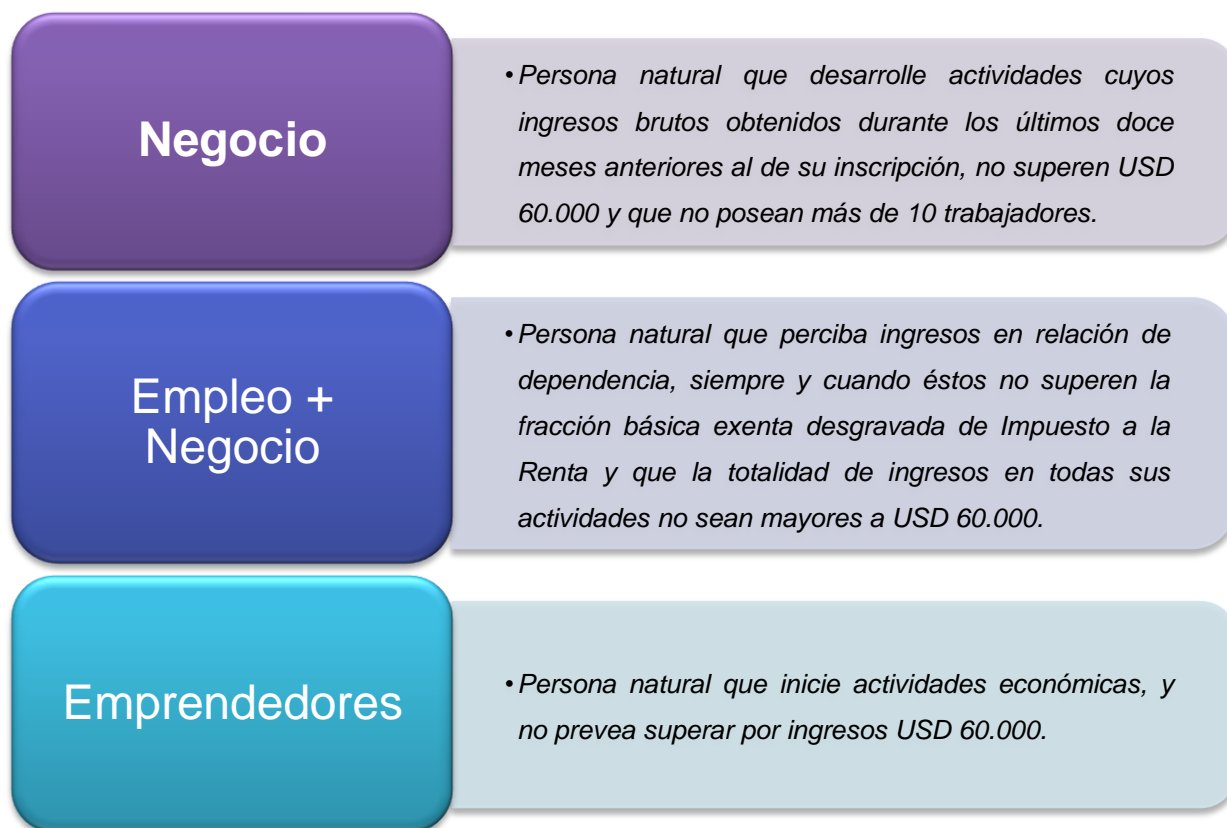 Negocio
• Persona natural que desarrolle actividades cuyos
ingresos brutos obtenidos durante los últimos doce
meses anteriores al de su inscripción, no superen USD
60.000 y que no posean más de 10 trabajadores.
Empleo +
Negocio
• Persona natural que perciba ingresos en relación de
dependencia, siempre y cuando éstos no superen la
fracción básica exenta desgravada de Impuesto a la
Renta y que la totalidad de ingresos en todas sus
actividades no sean mayores a USD 60.000.
Emprendedores
• Persona natural que inicie actividades económicas, y
no prevea superar por ingresos USD 60.000.